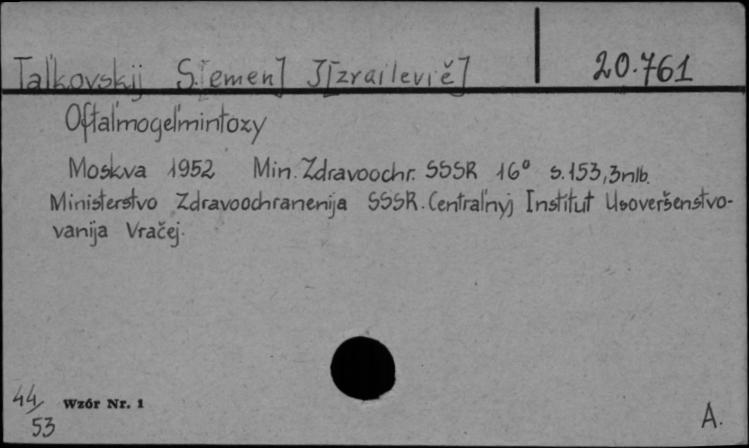 Tal'kovskij S.[emen] J[zrailevič]
20.761
Oftal'mogel'mintozy
Moskva 1952 Min. Zdravoochr. SSSR 16° s. 153, 3nlb.
Ministerstvo Zdravoochranenija SSSR. Central'nyj Institut Usoveršenstvo-
vanija Vračej.
44/53
Wzór Nr. 1
A.